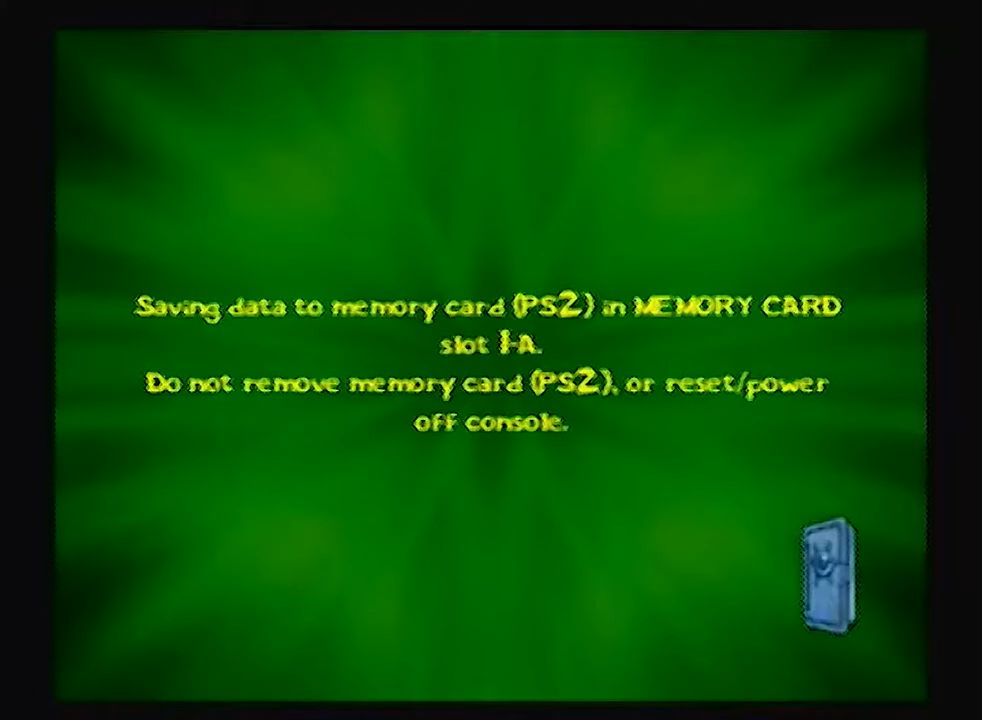 Saving data to memory card (PS2) in MEMORY CARD
slot 1-A.
Do not remove memory card (PS2), or reset/power
off console.